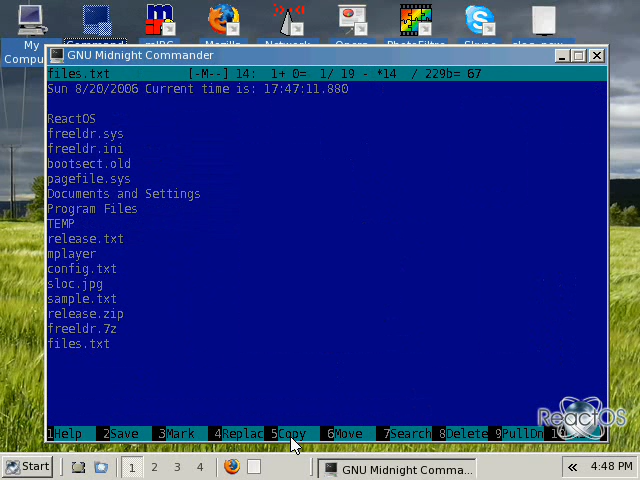 My
Compu
Command
mIRC
Mozilla
Network
Opera
PhotoFiltre
Skype
GNU Midnight Commander
files.txt [-M--] 14: 1+ 0= 1/ 19 - *14 / 229b= 67
Sun 8/20/2006 Current time is: 17:47:11.880
ReactOS
freeldr.sys
freeldr.ini
bootsect.old
pagefile.sys
Documents and Settings
Program Files
TEMP
release.txt
mplayer
config.txt
sloc.jpg
sample.txt
release.zip
freeldr.7z
files.txt
1Help 2Save 3Mark 4Replac 5Copy 6Move 7Search 8Delete 9PullDn 10
ReactOS
Start 1 2 3 4 GNU Midnight Comma... « 4:48 PM